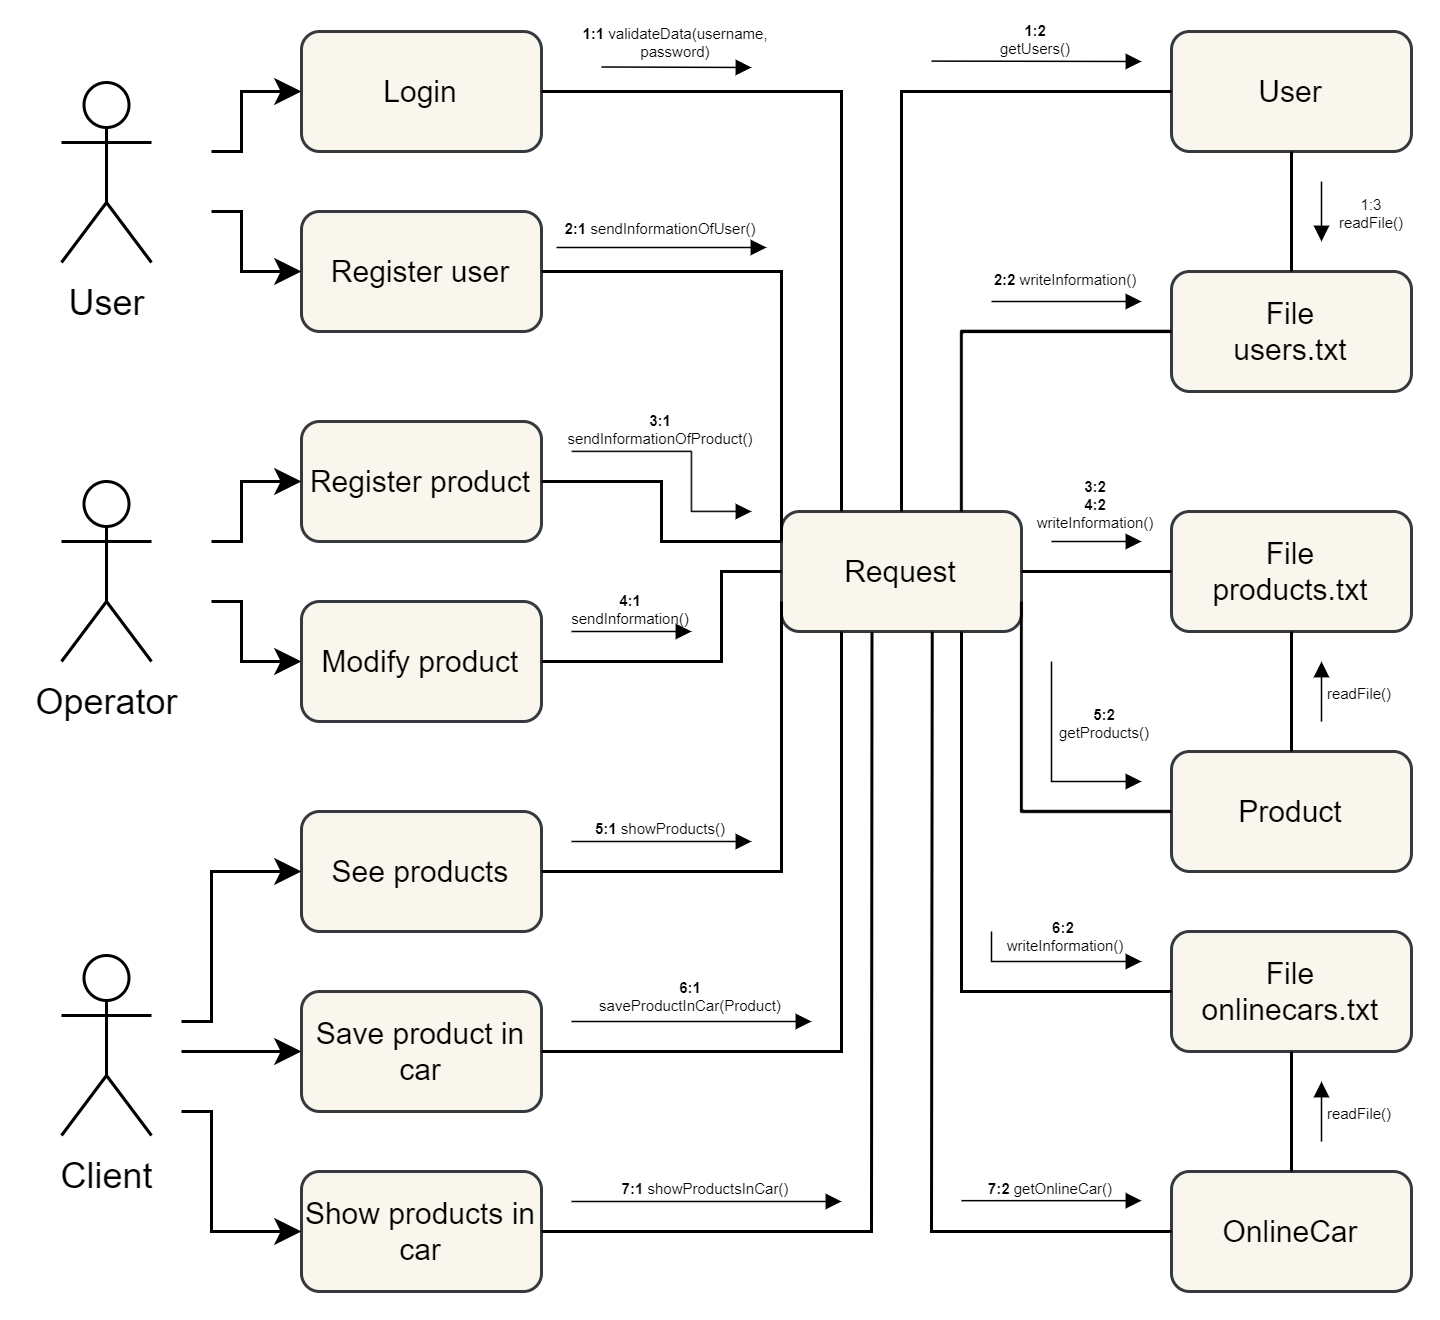 1:1 validateData(username,
password)
Login
1:2
getUsers()
User
User
2:1 sendInformationOfUser()
Register user
1:3
readFile()
2:2 writeInformation()
File
users.txt
3:1
sendInformationOfProduct()
Register product
Operator
4:1
sendInformation()
Modify product
Request
3:2
4:2
writeInformation()
File
products.txt
readFile()
5:2
getProducts()
Product
5:1 showProducts()
See products
Client
6:1
saveProductInCar(Product)
Save product in
car
6:2
writeInformation()
File
onlinecars.txt
readFile()
7:1 showProductsInCar()
Show products in
car
7:2 getOnlineCar()
OnlineCar